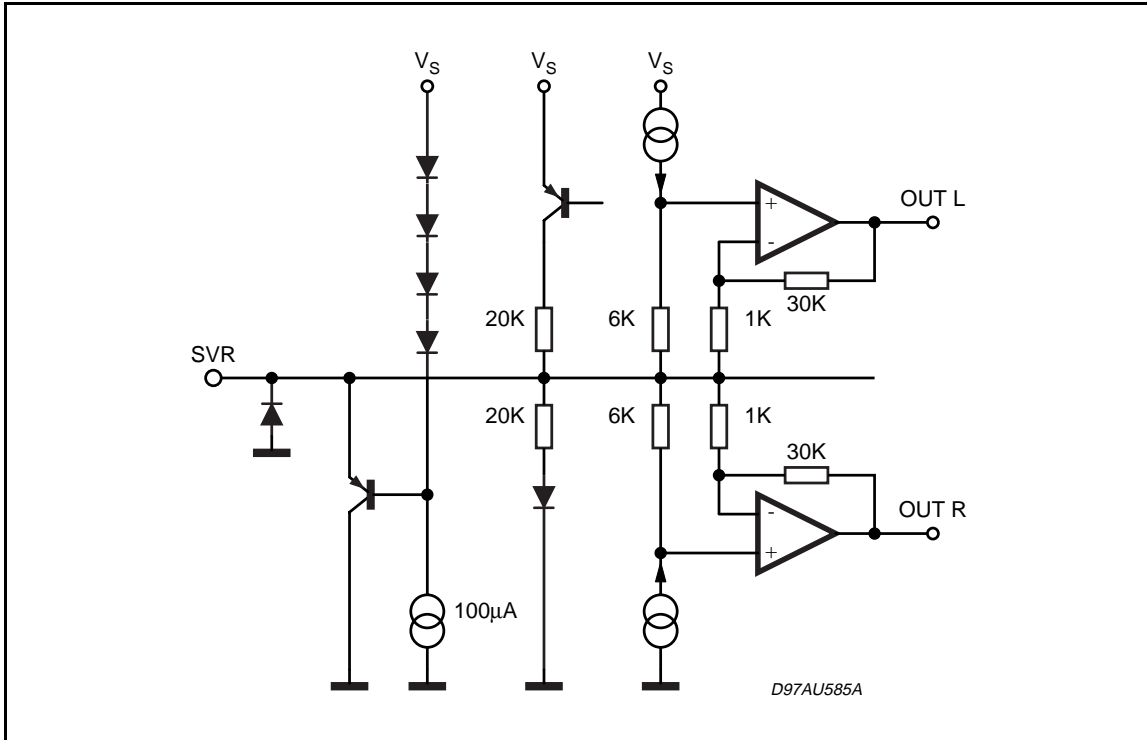 V_S V_S V_S
OUT L
+
-
30K
20K 6K 1K
SVR
20K 6K 1K
30K
OUT R
-
+
100μA
D97AU585A